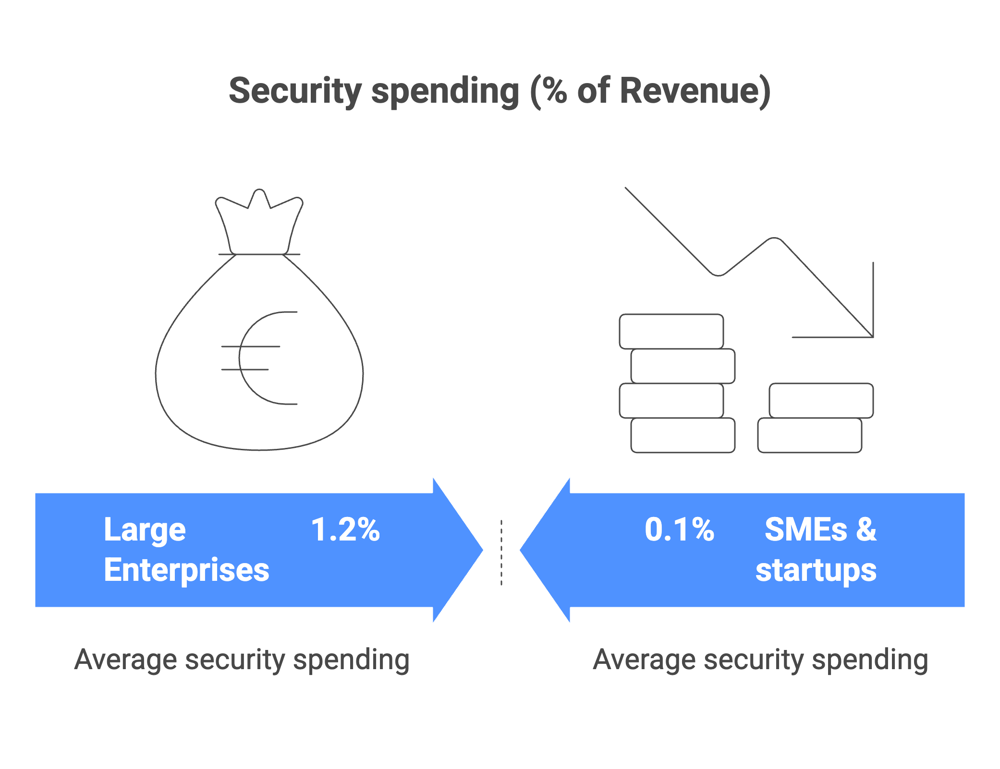 Security spending (% of Revenue)
€
Large 1.2%
Enterprises
0.1% SMEs &
startups
Average security spending
Average security spending